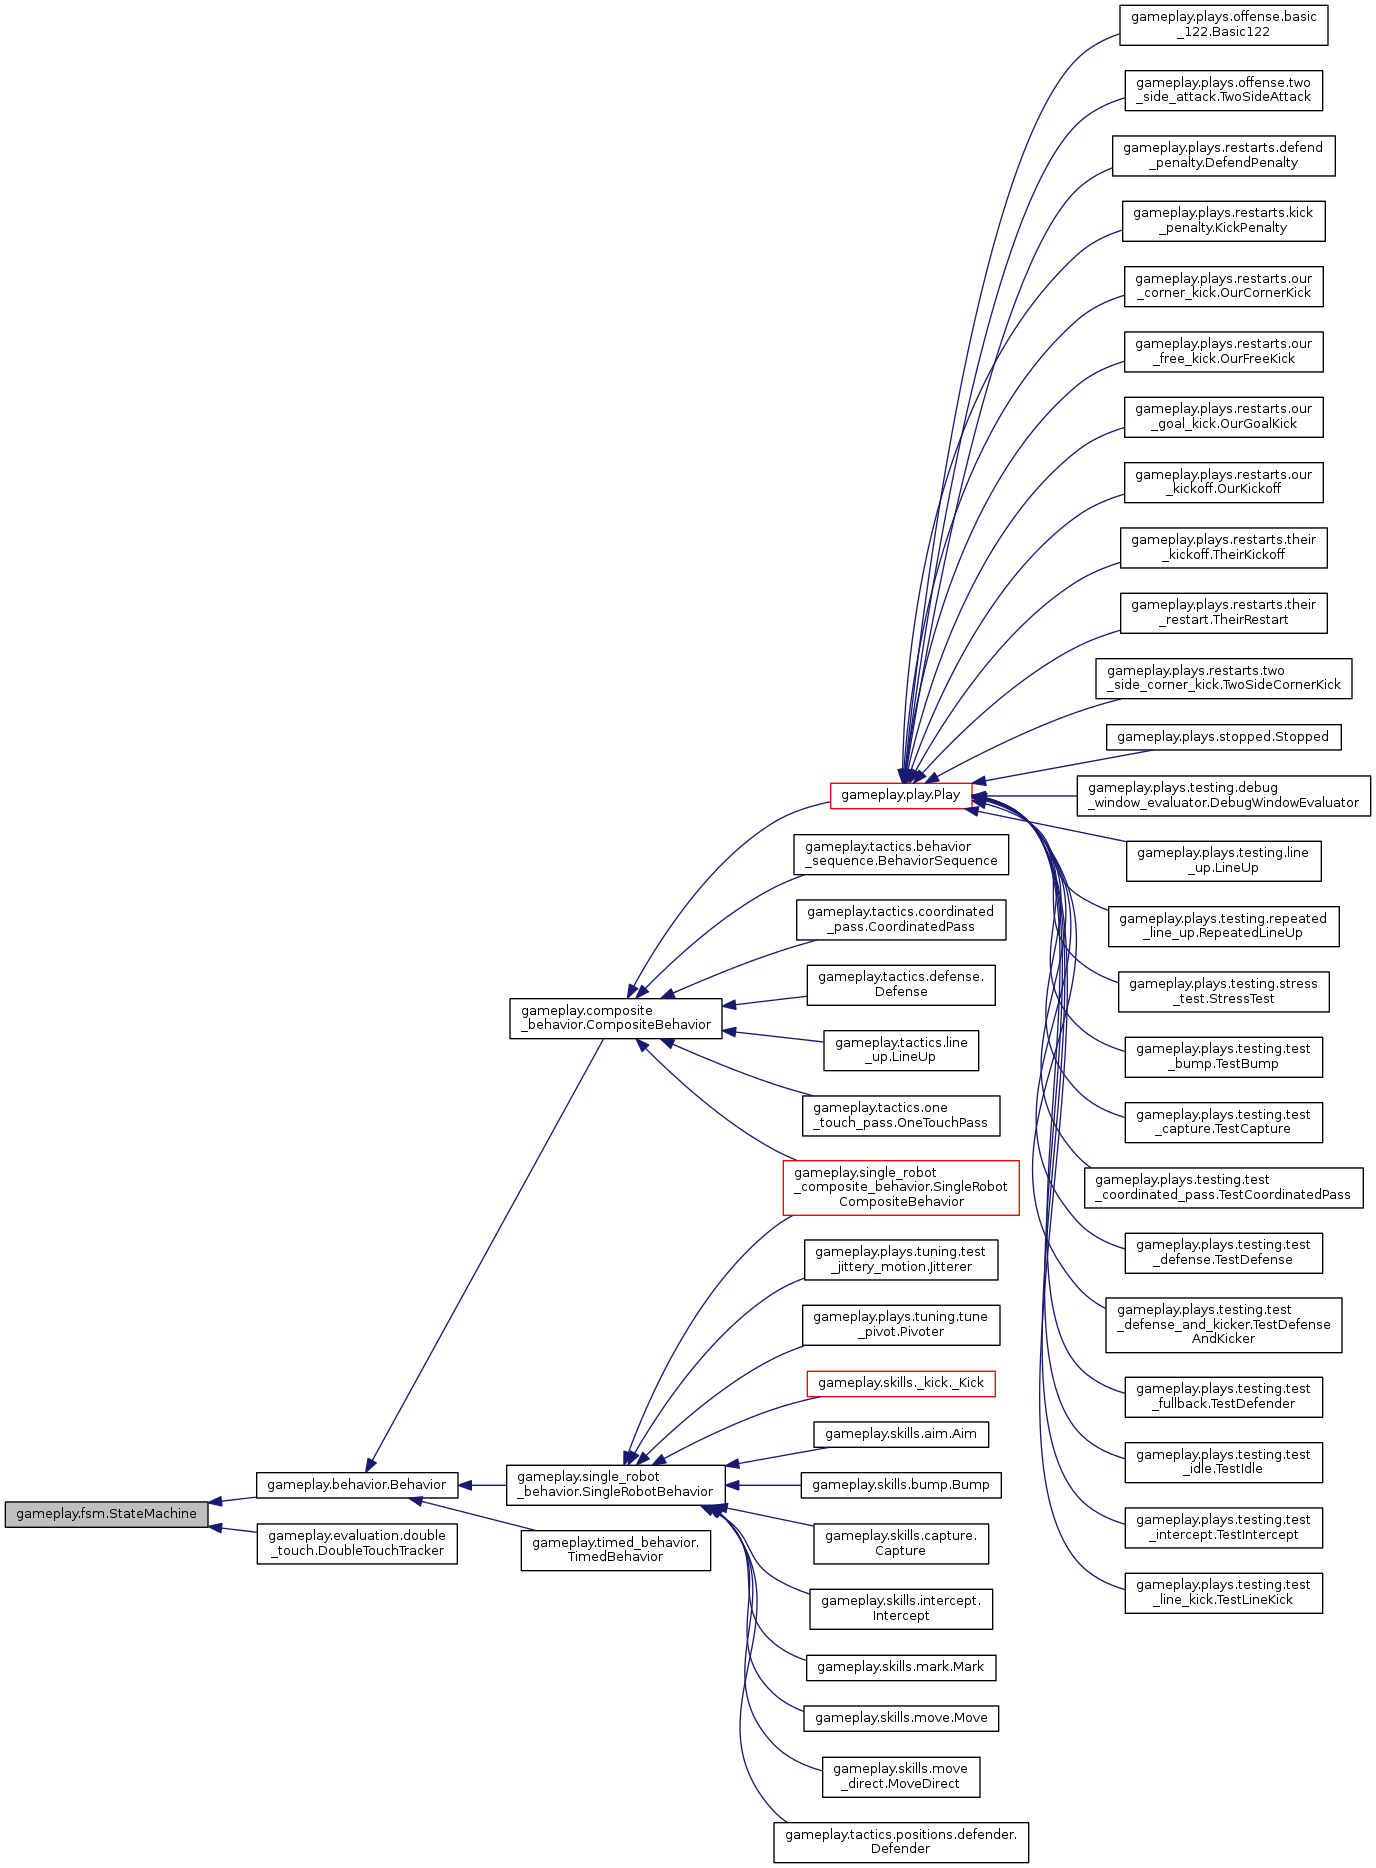 gameplay.plays.offense.basic
_122.Basic122
gameplay.plays.offense.two
_side_attack.TwoSideAttack
gameplay.plays.restarts.defend
_penalty.DefendPenalty
gameplay.plays.restarts.kick
_penalty.KickPenalty
gameplay.plays.restarts.our
_corner_kick.OurCornerKick
gameplay.plays.restarts.our
_free_kick.OurFreeKick
gameplay.plays.restarts.our
_goal_kick.OurGoalKick
gameplay.plays.restarts.our
_kickoff.OurKickoff
gameplay.plays.restarts.their
_kickoff.TheirKickoff
gameplay.plays.restarts.their
_restart.TheirRestart
gameplay.plays.restarts.two
_side_corner_kick.TwoSideCornerKick
gameplay.plays.stopped.Stopped
gameplay.play.Play
gameplay.plays.testing.debug
_window_evaluator.DebugWindowEvaluator
gameplay.plays.testing.line
_up.LineUp
gameplay.tactics.behavior
_sequence.BehaviorSequence
gameplay.plays.testing.repeated
_line_up.RepeatedLineUp
gameplay.tactics.coordinated
_pass.CoordinatedPass
gameplay.plays.testing.stress
_test.StressTest
gameplay.tactics.defense.
Defense
gameplay.composite
_behavior.CompositeBehavior
gameplay.tactics.line
_up.LineUp
gameplay.plays.testing.test
_bump.TestBump
gameplay.tactics.one
_touch_pass.OneTouchPass
gameplay.plays.testing.test
_capture.TestCapture
gameplay.single_robot
_composite_behavior.SingleRobot
CompositeBehavior
gameplay.plays.testing.test
_coordinated_pass.TestCoordinatedPass
gameplay.plays.tuning.test
_jittery_motion.Jitterer
gameplay.plays.testing.test
_defense.TestDefense
gameplay.plays.tuning.tune
_pivot.Pivoter
gameplay.plays.testing.test
_defense_and_kicker.TestDefense
AndKicker
gameplay.skills._kick._Kick
gameplay.plays.testing.test
_fullback.TestDefender
gameplay.skills.aim.Aim
gameplay.plays.testing.test
_idle.TestIdle
gameplay.behavior.Behavior
gameplay.single_robot
_behavior.SingleRobotBehavior
gameplay.skills.bump.Bump
gameplay.fsm.StateMachine
gameplay.plays.testing.test
_intercept.TestIntercept
gameplay.evaluation.double
_touch.DoubleTouchTracker
gameplay.timed_behavior.
TimedBehavior
gameplay.skills.capture.
Capture
gameplay.plays.testing.test
_line_kick.TestLineKick
gameplay.skills.intercept.
Intercept
gameplay.skills.mark.Mark
gameplay.skills.move.Move
gameplay.skills.move
_direct.MoveDirect
gameplay.tactics.positions.defender.
Defender